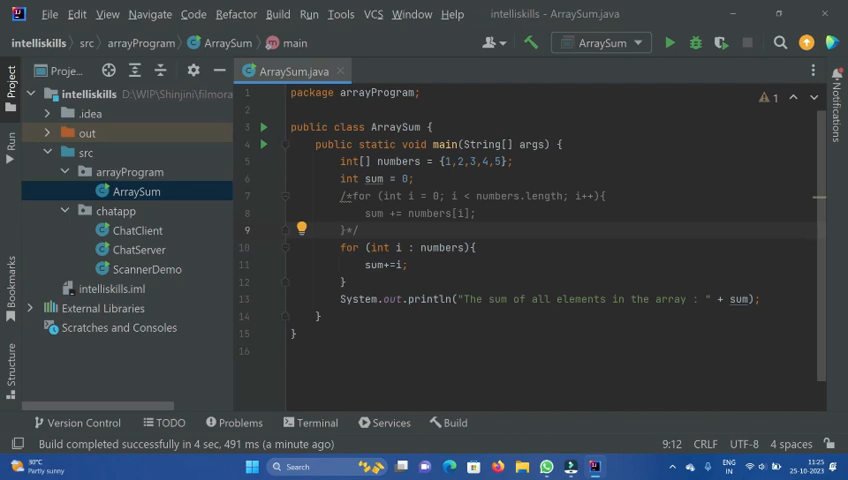 File Edit View Navigate Code Refactor Build Run Tools VCS Window Help intelliskills - ArraySum.java
intelliskills src arrayProgram ArraySum main ArraySum
Project Proje... ArraySum.java
intelliskills D:\WIP\Shinjini\filmora
.idea
out
src
arrayProgram
ArraySum
chatapp
ChatClient
ChatServer
ScannerDemo
intelliskills.iml
External Libraries
Scratches and Consoles
Run
Bookmarks
Structure
1 package arrayProgram;
2
3 public class ArraySum {
4 public static void main(String[] args) {
5 int[] numbers = {1,2,3,4,5};
6 int sum = 0;
7 /*for (int i = 0; i < numbers.length; i++){
8 sum += numbers[i];
9 }*/
10 for (int i : numbers){
11 sum+=i;
12 }
13 System.out.println("The sum of all elements in the array : " + sum);
14 }
15 }
16
1
Notifications
Version Control TODO Problems Terminal Services Build
Build completed successfully in 4 sec, 491 ms (a minute ago) 9:12 CRLF UTF-8 4 spaces
Partly sunny
Search
ENG
IN
11:25
25-10-2023